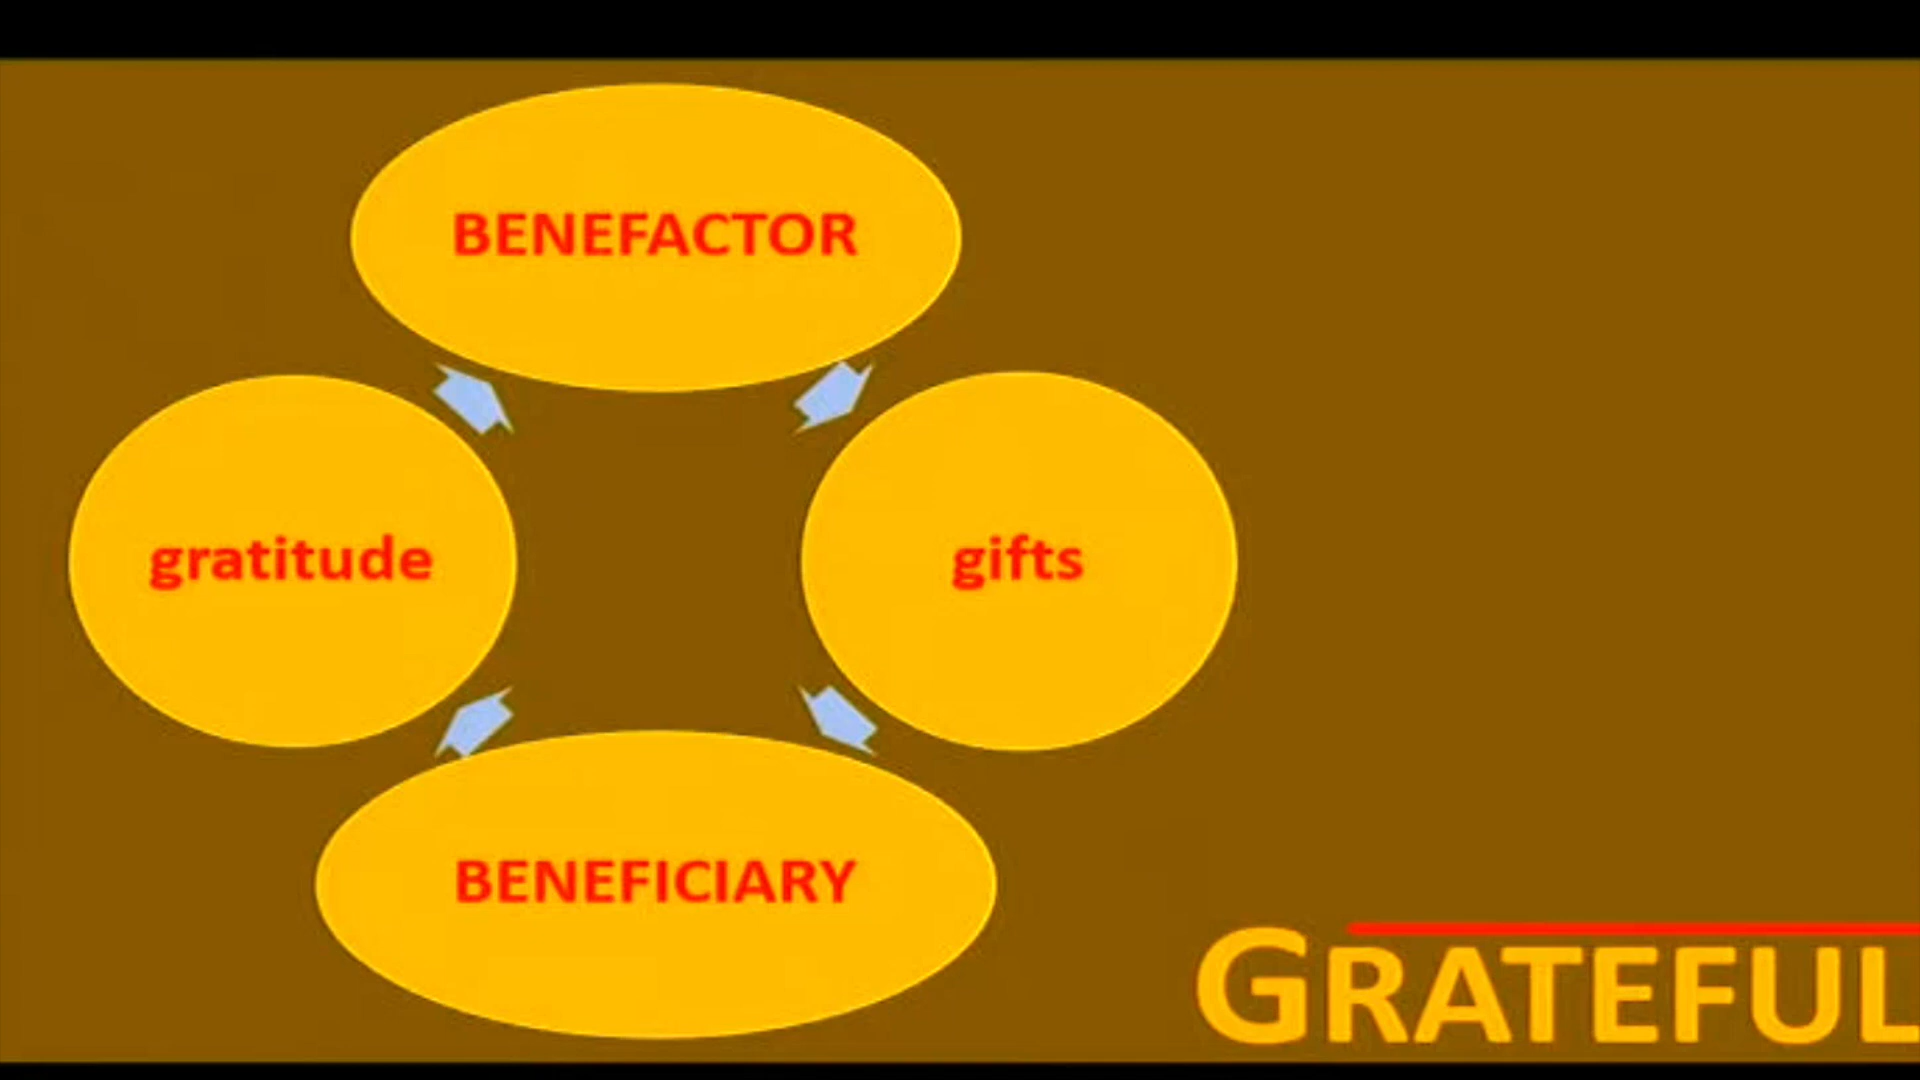 BENEFACTOR
gratitude
gifts
BENEFICIARY
GRATEFUL